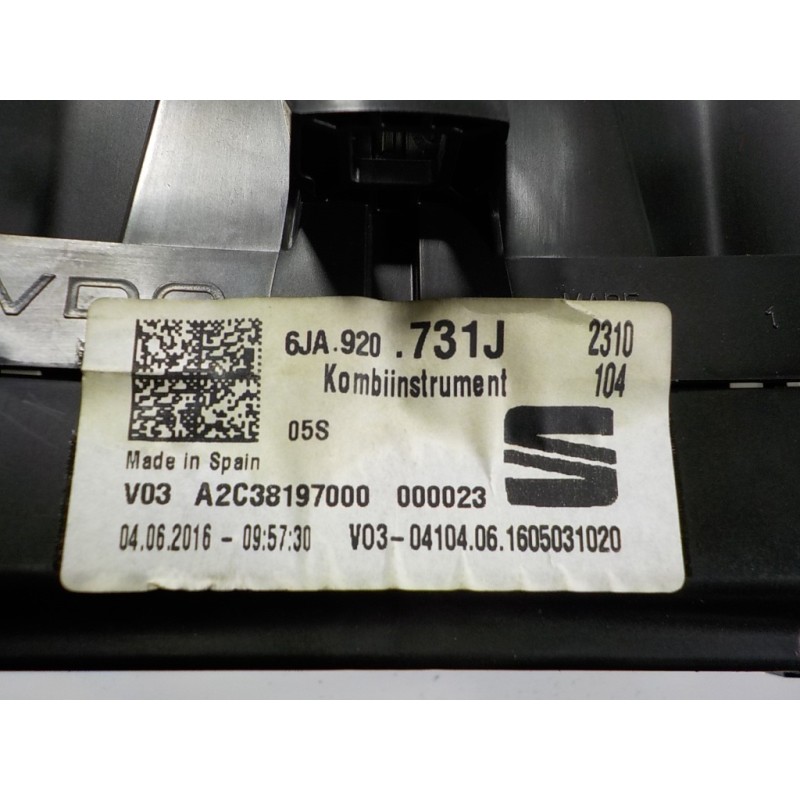 VDO
6JA.920 .731J 2310
Kombiinstrument 104
05S
Made in Spain
V03 A2C38197000 000023
04.06.2016 - 09:57:30 V03-04104.06.1605031020
1